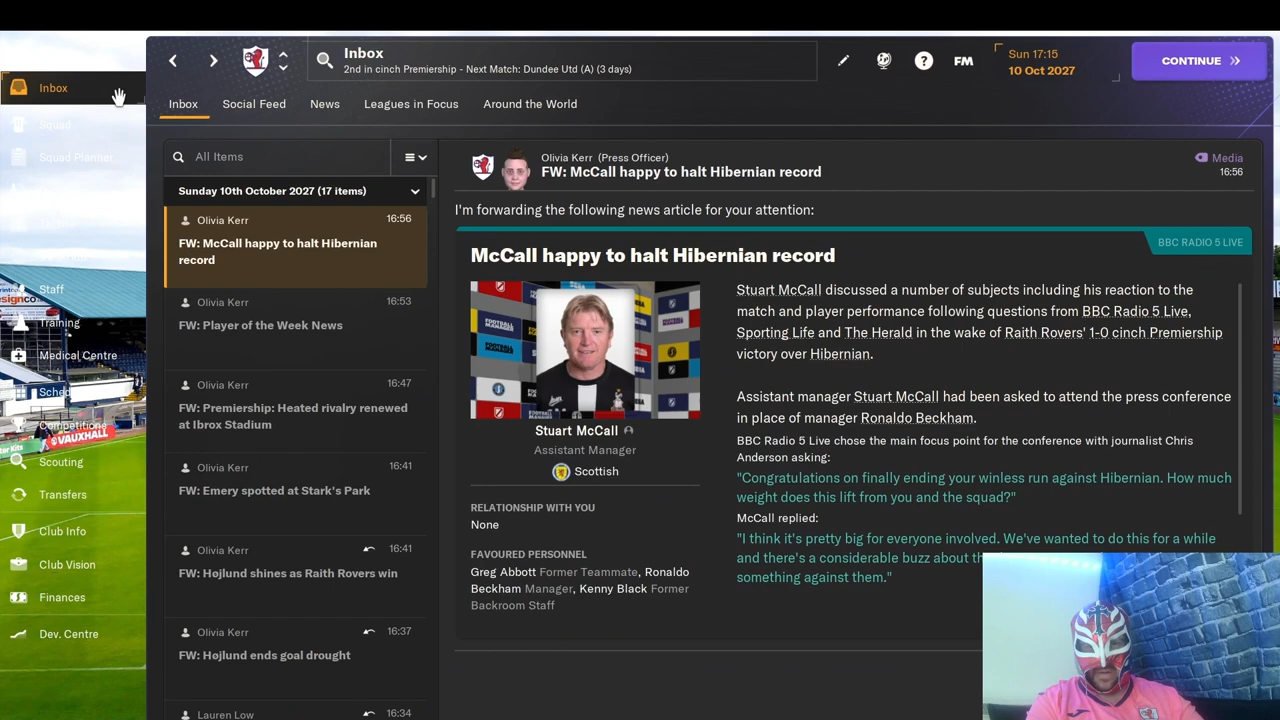 Inbox
2nd in cinch Premiership - Next Match: Dundee Utd (A) (3 days)
?
FM
Sun 17:15
10 Oct 2027
CONTINUE
Inbox
Social Feed
News
Leagues in Focus
Around the World
Inbox
Squad
Squad Planner
Staff
Training
Medical Centre
Sched
Competitions
VAUXHALL
Scouting
Transfers
Club Info
Club Vision
Finances
Dev. Centre
All Items
Sunday 10th October 2027 (17 items)
Olivia Kerr 16:56
FW: McCall happy to halt Hibernian
record
Olivia Kerr 16:53
FW: Player of the Week News
Olivia Kerr 16:47
FW: Premiership: Heated rivalry renewed
at Ibrox Stadium
Olivia Kerr 16:41
FW: Emery spotted at Stark's Park
Olivia Kerr 16:41
FW: Højlund shines as Raith Rovers win
Olivia Kerr 16:37
FW: Højlund ends goal drought
Lauren Low 16:34
Olivia Kerr (Press Officer)
FW: McCall happy to halt Hibernian record
Media
16:56
I'm forwarding the following news article for your attention:
BBC RADIO 5 LIVE
McCall happy to halt Hibernian record
Stuart McCall
Assistant Manager
Scottish
RELATIONSHIP WITH YOU
None
FAVOURED PERSONNEL
Greg Abbott Former Teammate, Ronaldo
Beckham Manager, Kenny Black Former
Backroom Staff
Stuart McCall discussed a number of subjects including his reaction to the
match and player performance following questions from BBC Radio 5 Live,
Sporting Life and The Herald in the wake of Raith Rovers' 1-0 cinch Premiership
victory over Hibernian.
Assistant manager Stuart McCall had been asked to attend the press conference
in place of manager Ronaldo Beckham.
BBC Radio 5 Live chose the main focus point for the conference with journalist Chris
Anderson asking:
"Congratulations on finally ending your winless run against Hibernian. How much
weight does this lift from you and the squad?"
McCall replied:
"I think it's pretty big for everyone involved. We've wanted to do this for a while
and there's a considerable buzz about th
something against them."